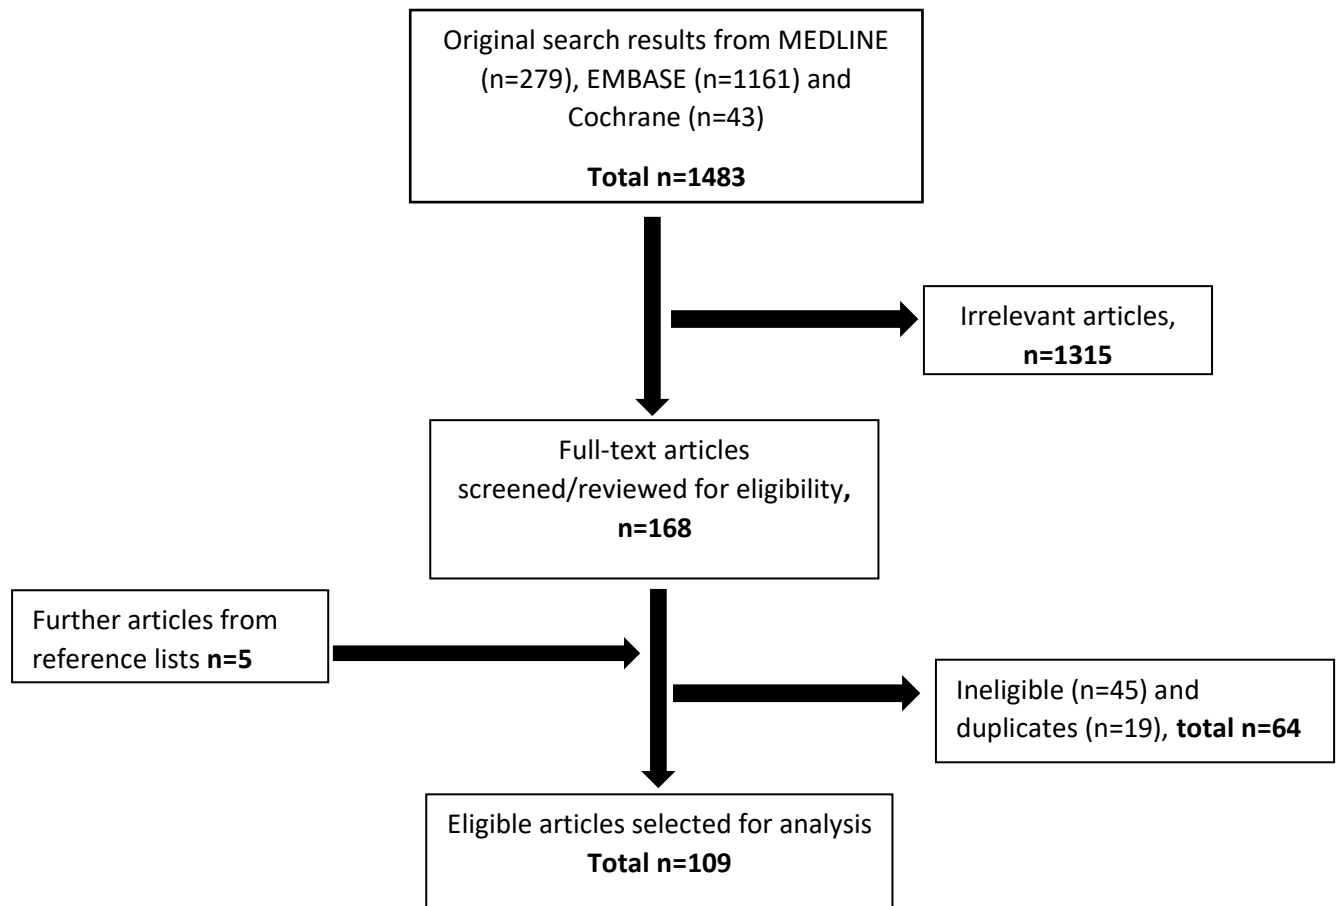 Original search results from MEDLINE
(n=279), EMBASE (n=1161) and
Cochrane (n=43)
Total n=1483
Irrelevant articles,
n=1315
Full-text articles
screened/reviewed for eligibility,
n=168
Further articles from
reference lists n=5
Ineligible (n=45) and
duplicates (n=19), total n=64
Eligible articles selected for analysis
Total n=109